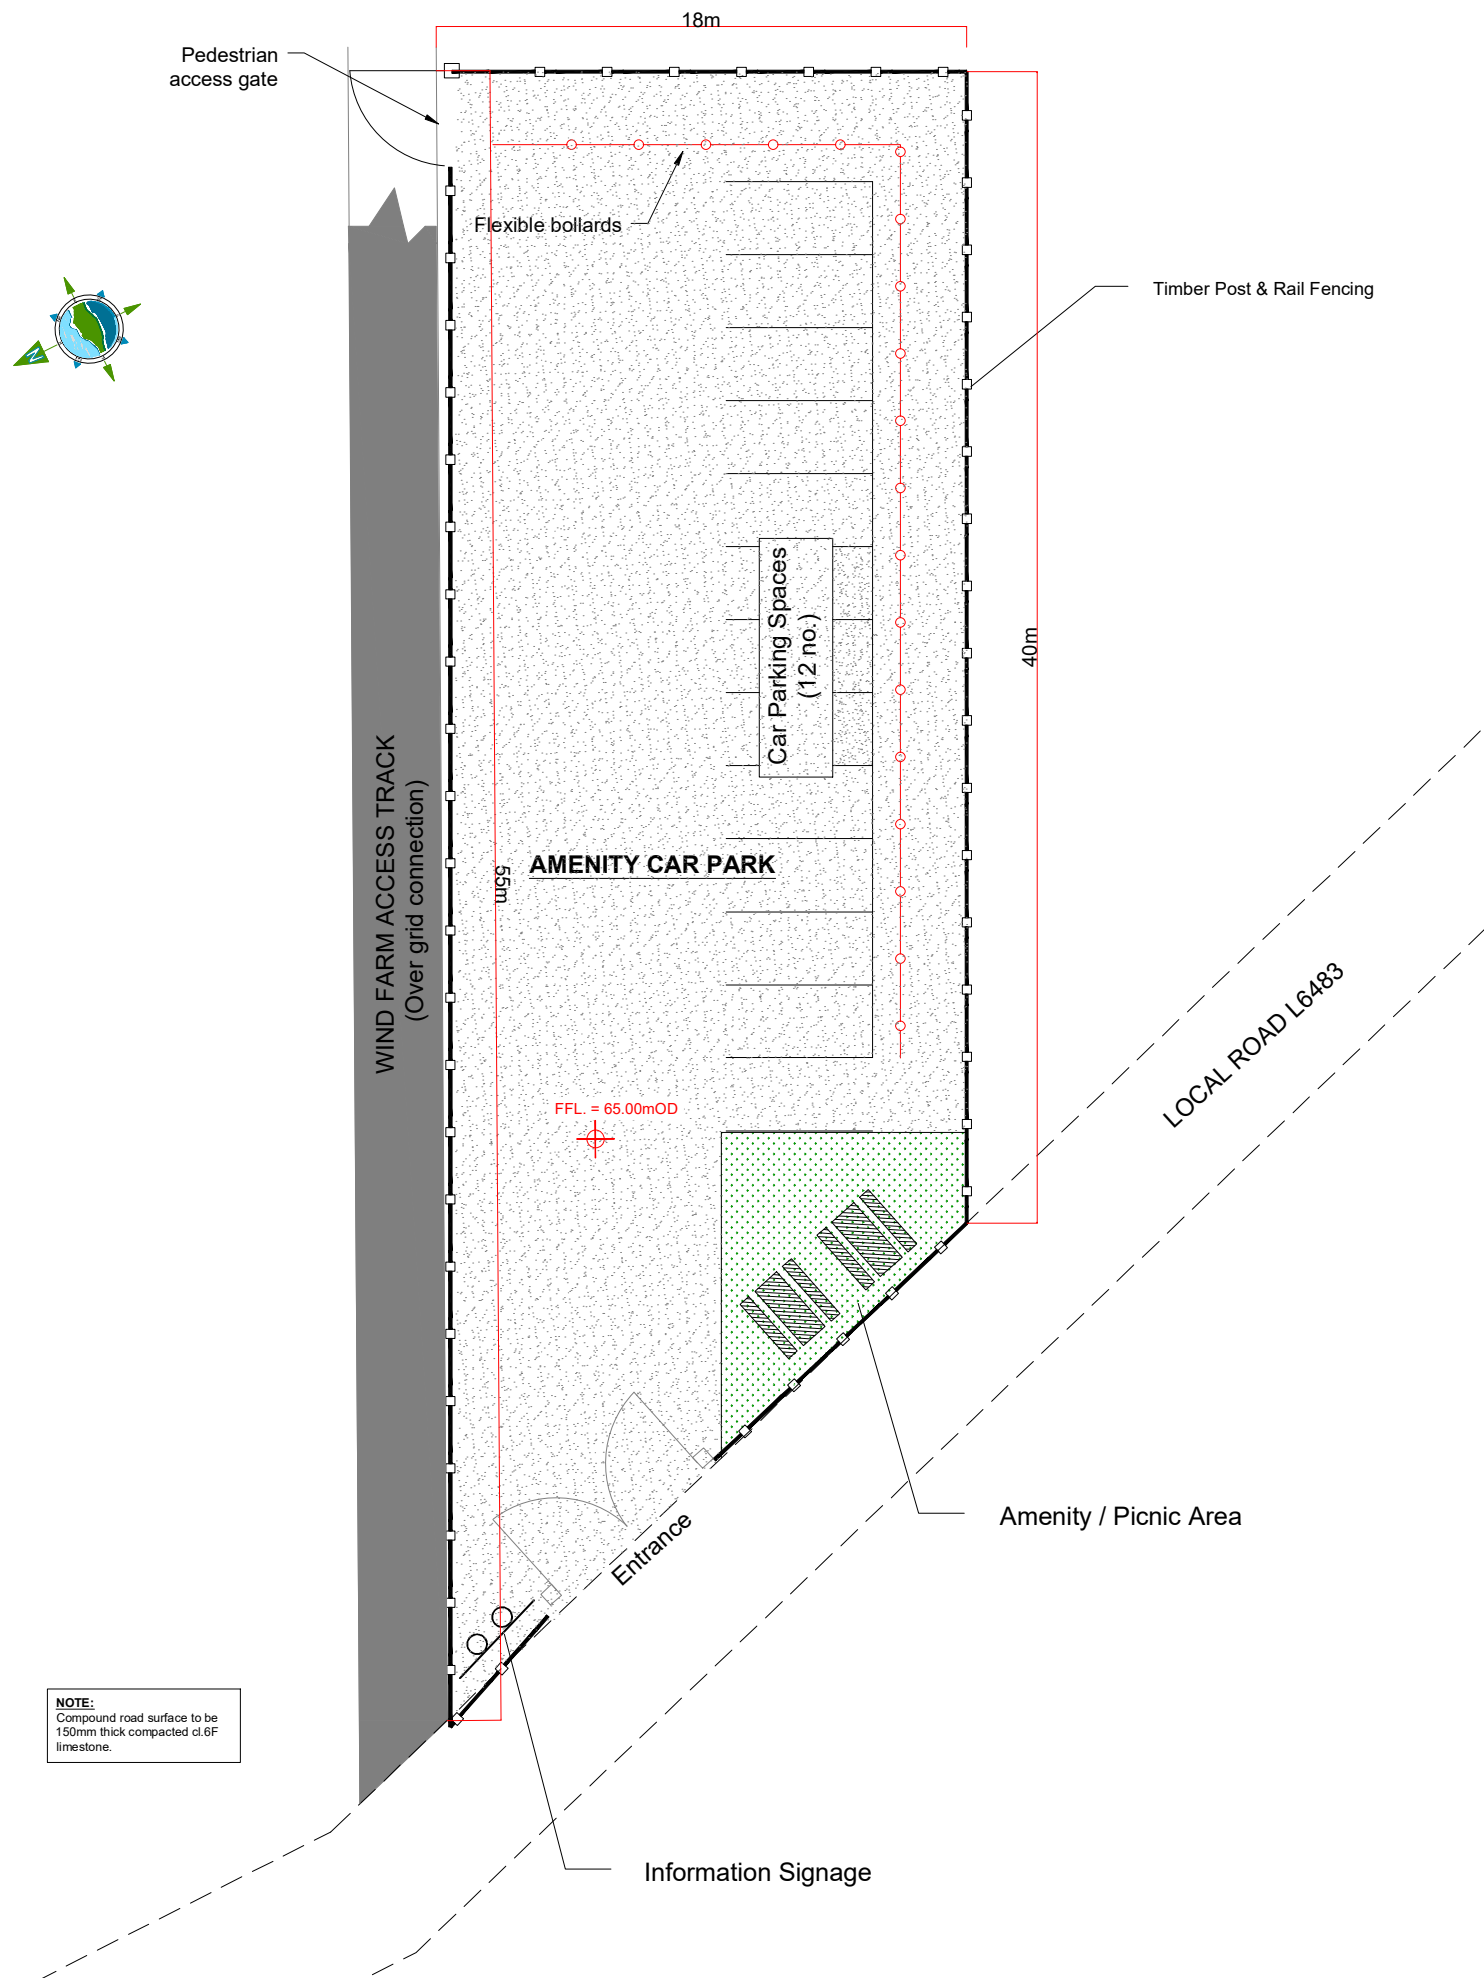 18m
Pedestrian
access gate
Flexible bollards
Timber Post & Rail Fencing
N
Car Parking Spaces
(12 no.)
40m
WIND FARM ACCESS TRACK
(Over grid connection)
55m
AMENITY CAR PARK
LOCAL ROAD L6483
FFL. = 65.00mOD
Entrance
Amenity / Picnic Area
NOTE:
Compound road surface to be
150mm thick compacted cl.6F
limestone.
Information Signage